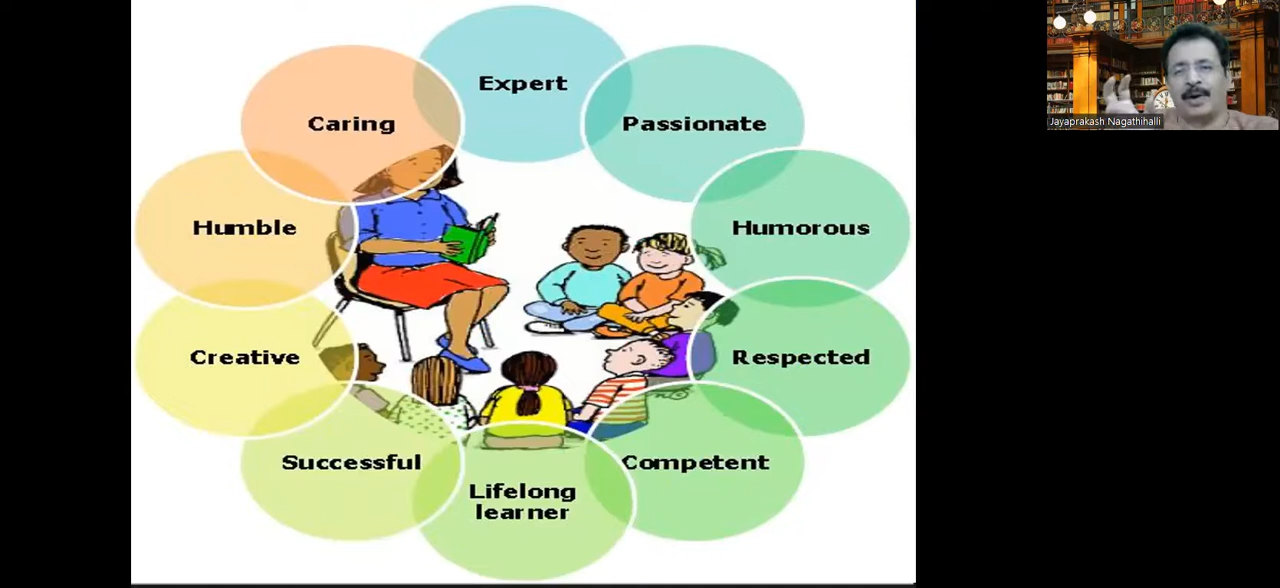 Expert
Passionate
Humorous
Respected
Competent
Lifelong
learner
Successful
Creative
Humble
Caring
Jayaprakash Nagathihalli